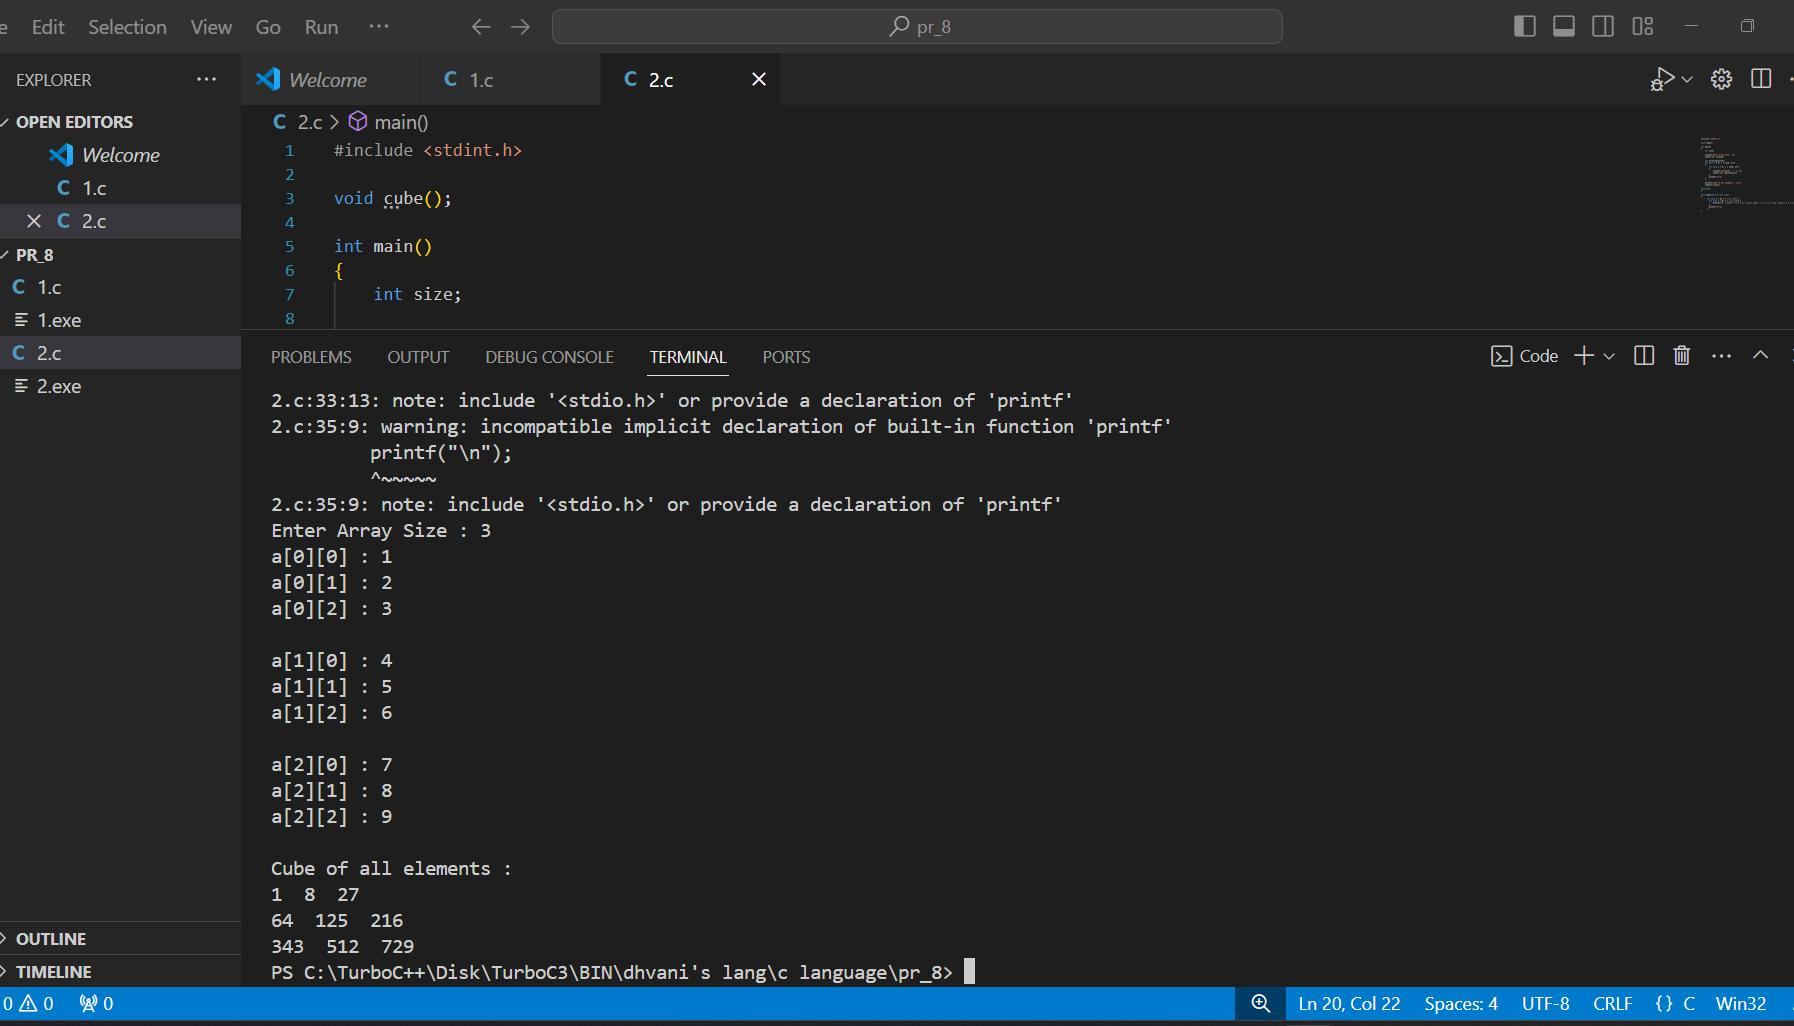 e Edit Selection View Go Run ··· pr_8
EXPLORER ···
OPEN EDITORS
Welcome
C 1.c
C 2.c
PR_8
C 1.c
1.exe
C 2.c
2.exe
OUTLINE
TIMELINE
Welcome C 1.c C 2.c
C 2.c > main()
1 #include <stdint.h>
2
3 void cube();
4
5 int main()
6 {
7 int size;
8
PROBLEMS OUTPUT DEBUG CONSOLE TERMINAL PORTS Code
2.c:33:13: note: include '<stdio.h>' or provide a declaration of 'printf'
2.c:35:9: warning: incompatible implicit declaration of built-in function 'printf'
printf("\n");
^~~~~~
2.c:35:9: note: include '<stdio.h>' or provide a declaration of 'printf'
Enter Array Size : 3
a[0][0] : 1
a[0][1] : 2
a[0][2] : 3
a[1][0] : 4
a[1][1] : 5
a[1][2] : 6
a[2][0] : 7
a[2][1] : 8
a[2][2] : 9
Cube of all elements :
1 8 27
64 125 216
343 512 729
PS C:\TurboC++\Disk\TurboC3\BIN\dhvani's lang\c language\pr_8>
0 0 0 Ln 20, Col 22 Spaces: 4 UTF-8 CRLF {} C Win32